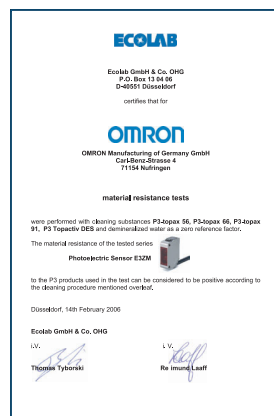 ECOLAB
Ecolab GmbH & Co. OHG
P.O. Box 13 04 06
D-40551 Düsseldorf
certifies that for
OMRON
OMRON Manufacturing of Germany GmbH
Carl-Benz-Strasse 4
71154 Nufringen
material resistance tests
were performed with cleaning substances P3-topax 56, P3-topax 66, P3-topax
91, P3 Topactiv DES and demineralized water as a zero reference factor.
The material resistance of the tested series
Photoelectric Sensor E3ZM
to the P3 products used in the test can be considered to be positive according to
the cleaning procedure mentioned overleaf.
Düsseldorf, 14th February 2006
Ecolab GmbH & Co. OHG
i.V. i. V.
Thomas Tyborski Re imund Laaff